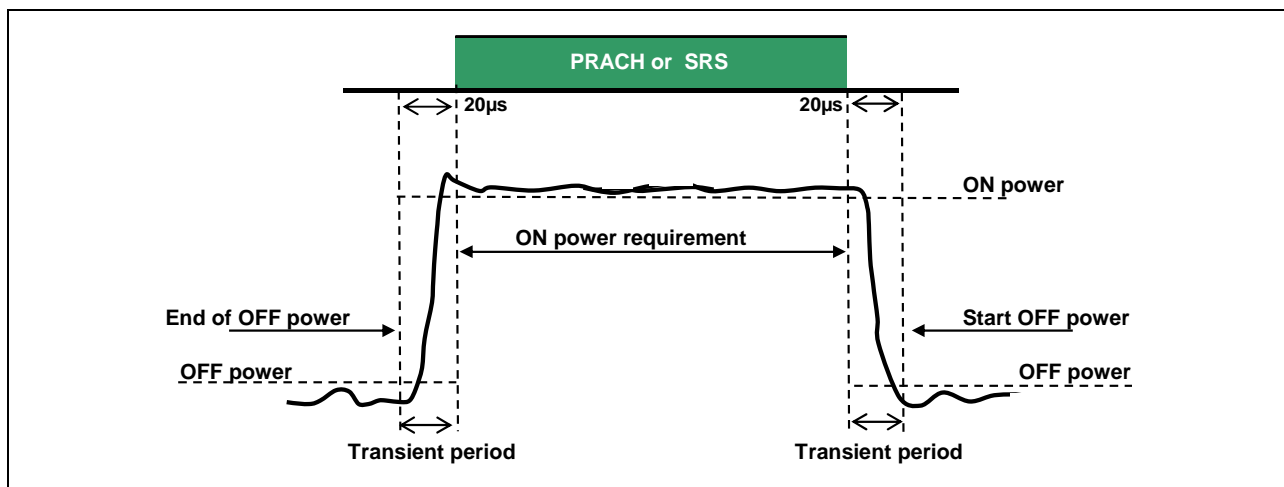 PRACH or SRS
20µs 20µs
ON power
ON power requirement
End of OFF power Start OFF power
OFF power OFF power
Transient period Transient period